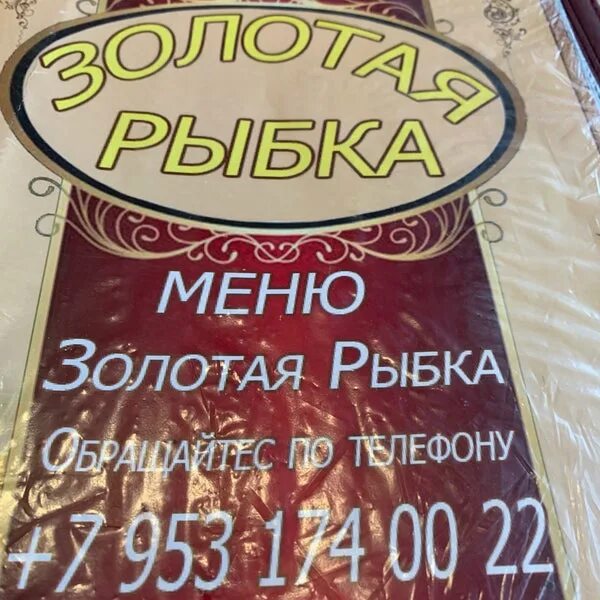 ЗОЛОТАЯ
РЫБКА
МЕНЮ
ЗОЛОТАЯ РЫБКА
ОБРАЩАЙТЕС ПО ТЕЛЕФОНУ
+7 953 174 00 22